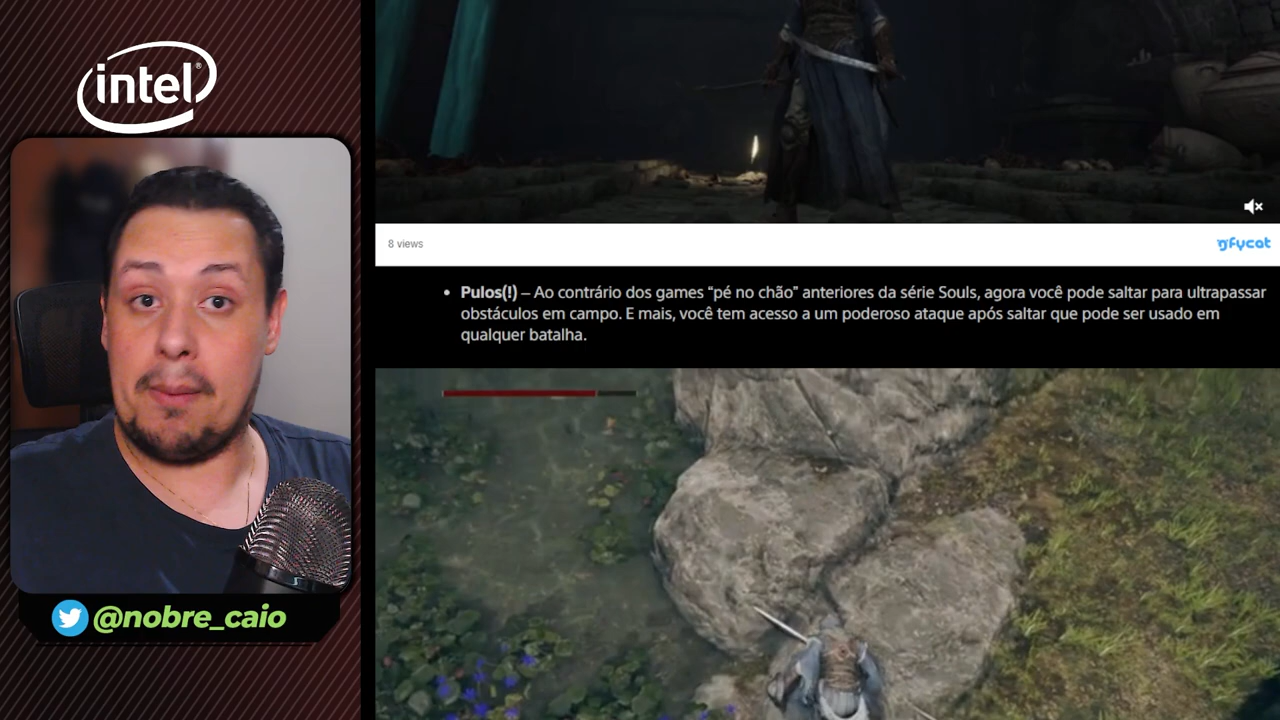 intel®
8 views
gfycat
• Pulos(!) – Ao contrário dos games “pé no chão” anteriores da série Souls, agora você pode saltar para ultrapassar
obstáculos em campo. E mais, você tem acesso a um poderoso ataque após saltar que pode ser usado em
qualquer batalha.
@nobre_caio